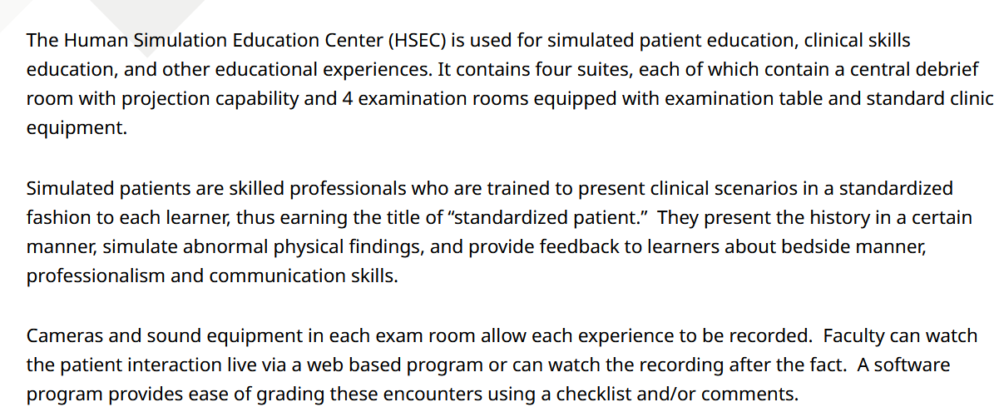 The Human Simulation Education Center (HSEC) is used for simulated patient education, clinical skills
education, and other educational experiences. It contains four suites, each of which contain a central debrief
room with projection capability and 4 examination rooms equipped with examination table and standard clinic
equipment.
Simulated patients are skilled professionals who are trained to present clinical scenarios in a standardized
fashion to each learner, thus earning the title of “standardized patient.”  They present the history in a certain
manner, simulate abnormal physical findings, and provide feedback to learners about bedside manner,
professionalism and communication skills.
Cameras and sound equipment in each exam room allow each experience to be recorded.  Faculty can watch
the patient interaction live via a web based program or can watch the recording after the fact.  A software
program provides ease of grading these encounters using a checklist and/or comments.